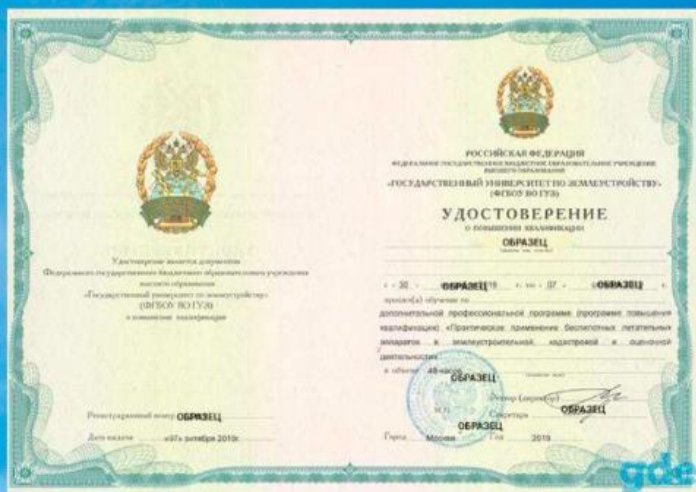 Удостоверение является документом
Федерального государственного бюджетного образовательного учреждения
высшего образования
«Государственный университет по землеустройству»
(ФГБОУ ВО ГУЗ)
о повышении квалификации
Регистрационный номер ОБРАЗЕЦ
Дата выдачи «07» октября 2019г.
РОССИЙСКАЯ ФЕДЕРАЦИЯ
ФЕДЕРАЛЬНОЕ ГОСУДАРСТВЕННОЕ БЮДЖЕТНОЕ ОБРАЗОВАТЕЛЬНОЕ УЧРЕЖДЕНИЕ
ВЫСШЕГО ОБРАЗОВАНИЯ
«ГОСУДАРСТВЕННЫЙ УНИВЕРСИТЕТ ПО ЗЕМЛЕУСТРОЙСТВУ»
(ФГБОУ ВО ГУЗ)
УДОСТОВЕРЕНИЕ
О ПОВЫШЕНИИ КВАЛИФИКАЦИИ
ОБРАЗЕЦ
с « 30 » ОБРАЗЕЦ 2019 г. по « 07 » ОБРАЗЕЦ г.
прошел(а) обучение по
дополнительной профессиональной программе (программе повышения
квалификации) «Практическое применение беспилотных летательных
аппаратов в землеустроительной, кадастровой и оценочной
деятельности»
в объеме 48 часов
ОБРАЗЕЦ
М.П. Ректор (директор)
Секретарь ОБРАЗЕЦ
ОБРАЗЕЦ
Город Москва Год 2019
gde